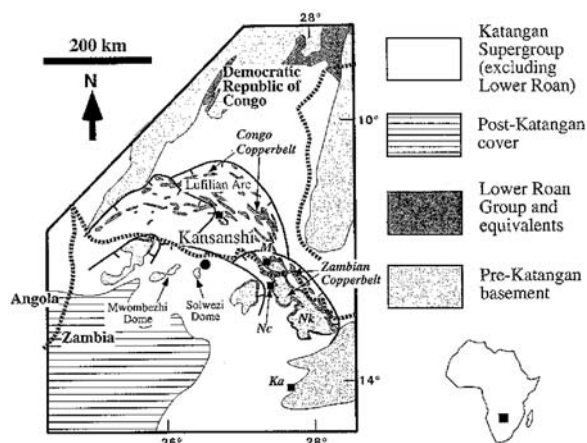 200 km
N
28°
Democratic
Republic of
Congo
10°
Congo
Copperbelt
Lufilian Arc
Kansanshi
M
Zambian
Copperbelt
Angola
Zambia
Mwombezhi
Dome
Solwezi
Dome
Nc
Nk
Ka
14°
26°
28°
Katangan
Supergroup
(excluding
Lower Roan)
Post-Katangan
cover
Lower Roan
Group and
equivalents
Pre-Katangan
basement